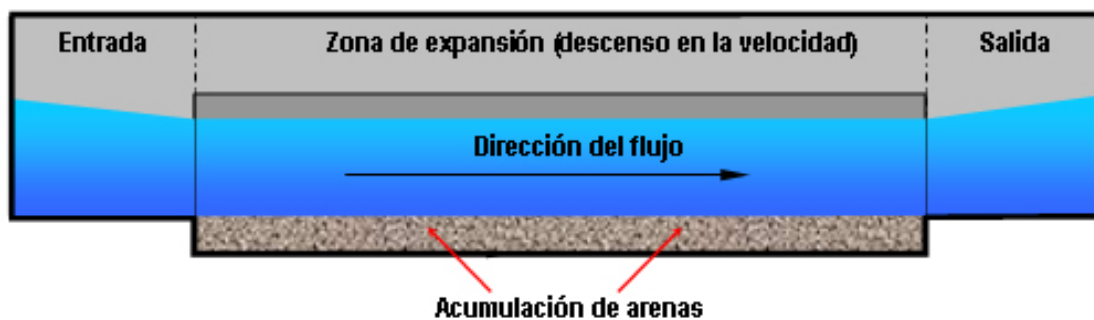 Entrada
Zona de expansión (descenso en la velocidad)
Salida
Dirección del flujo
Acumulación de arenas